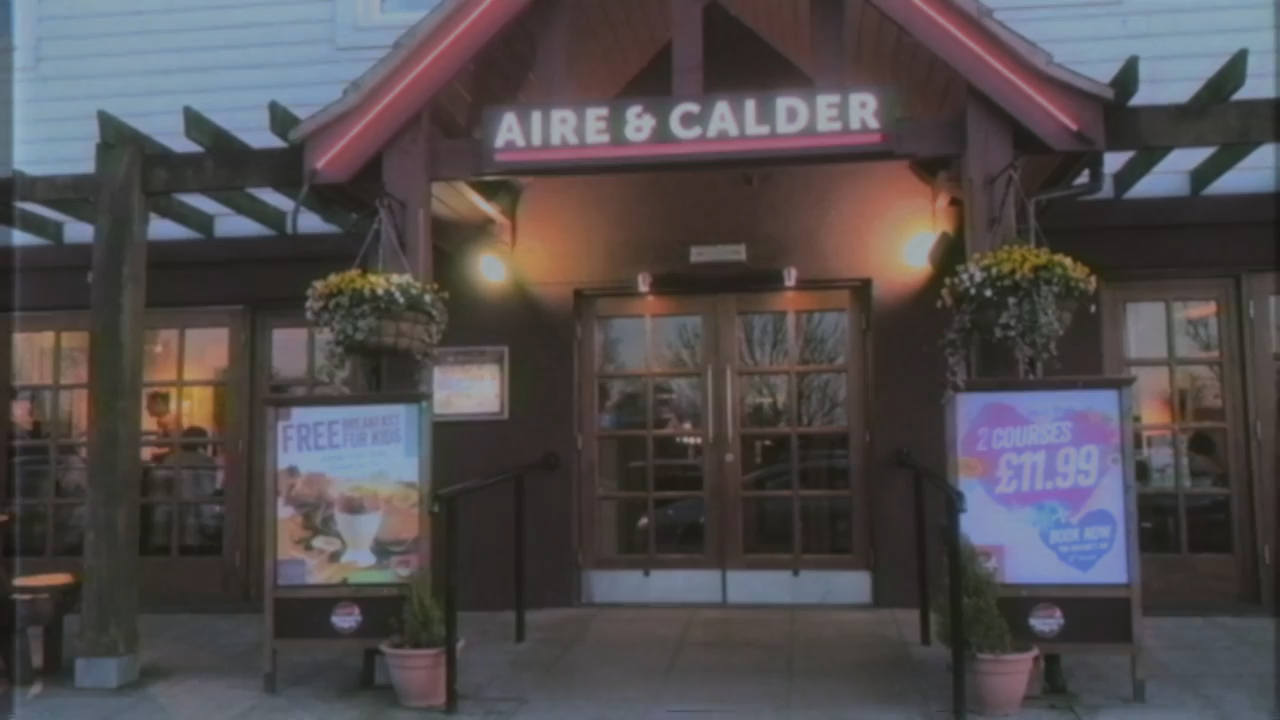 AIRE & CALDER
FREE BREAKFAST
FOR KIDS
2 COURSES
£11.99
BOOK NOW